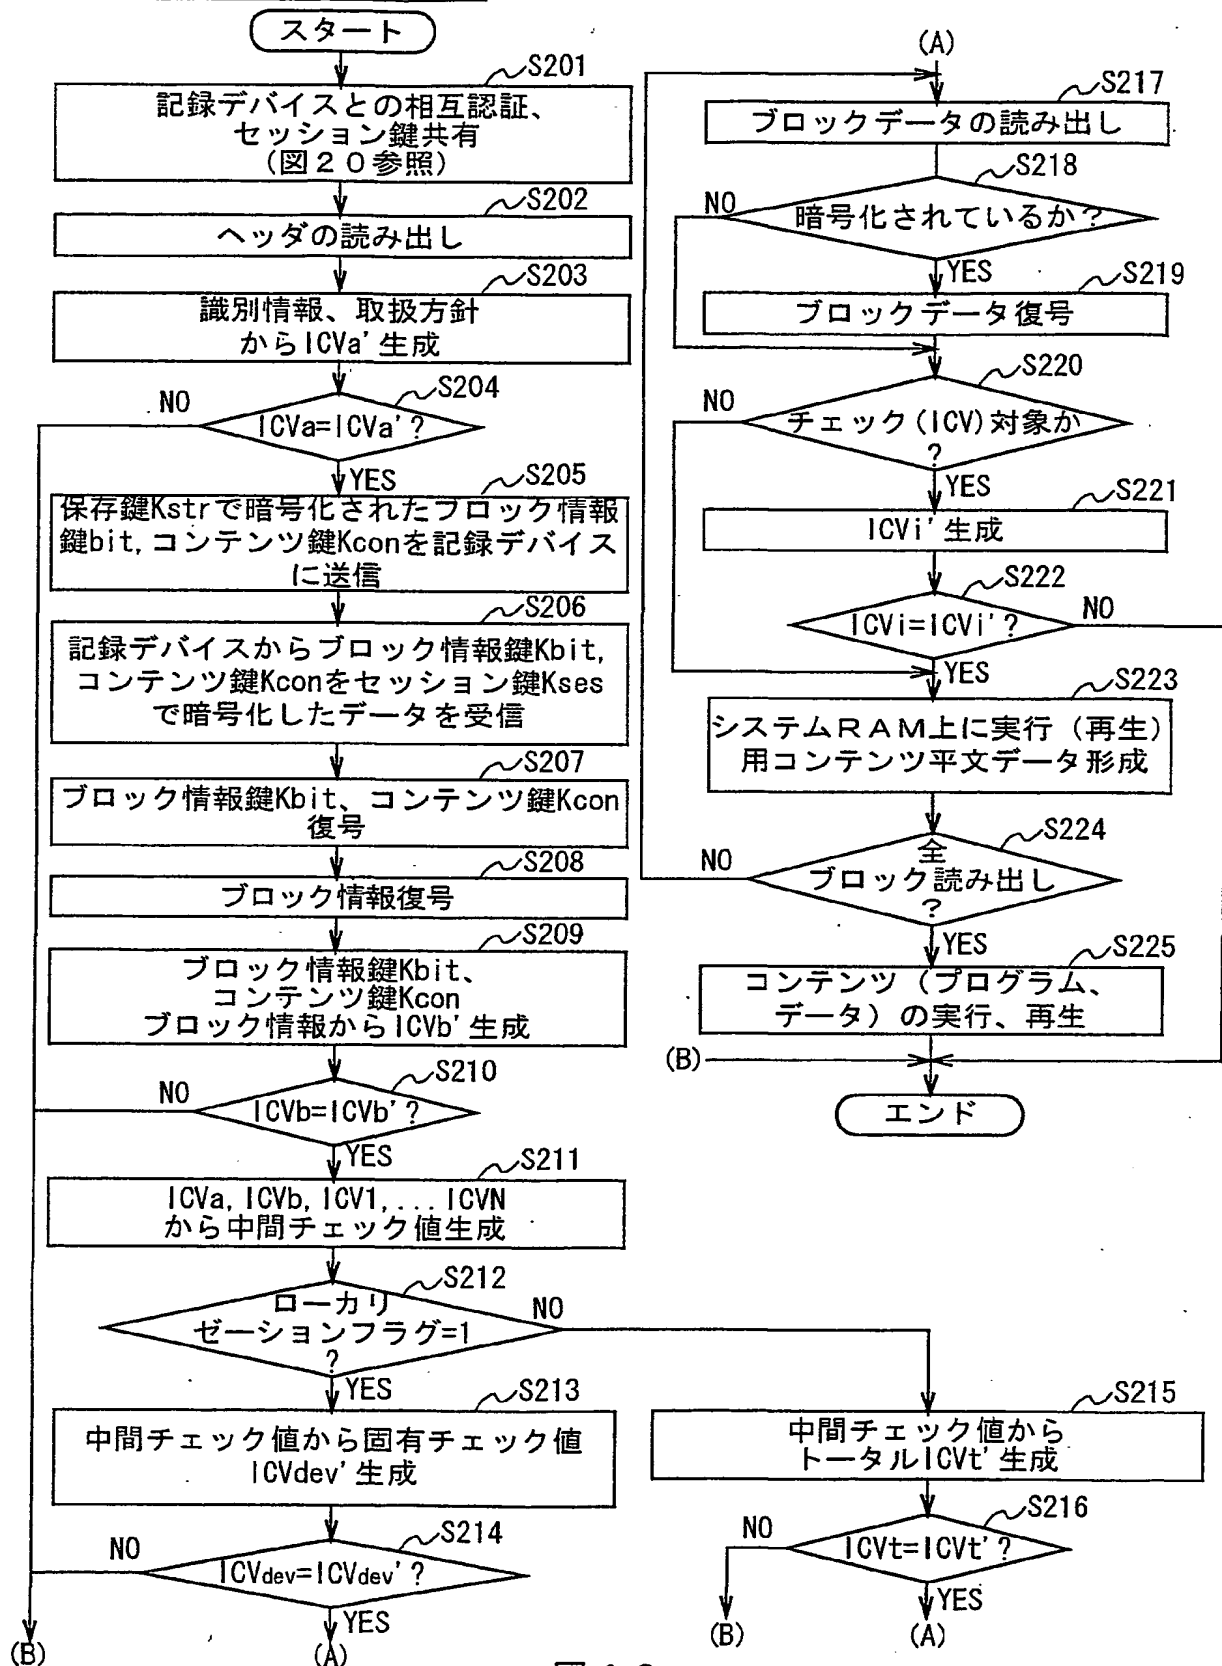 スタート
S201
記録デバイスとの相互認証、
セッション鍵共有
(図２０参照)
S202
ヘッダの読み出し
S203
識別情報、取扱方針
からICVa'生成
S204
ICVa=ICVa'?
NO
YES
S205
保存鍵Kstrで暗号化されたブロック情報
鍵bit,コンテンツ鍵Kconを記録デバイス
に送信
S206
記録デバイスからブロック情報鍵Kbit,
コンテンツ鍵Kconをセッション鍵Kses
で暗号化したデータを受信
S207
ブロック情報鍵Kbit、コンテンツ鍵Kcon
復号
S208
ブロック情報復号
S209
ブロック情報鍵Kbit、
コンテンツ鍵Kcon
ブロック情報からICVb'生成
S210
NO
ICVb=ICVb'?
YES
S211
ICVa,ICVb,ICV1,...ICVN
から中間チェック値生成
S212
ローカリ
ゼーションフラグ=1
?
NO
YES
S213
中間チェック値から固有チェック値
ICVdev'生成
S214
NO
ICVdev=ICVdev'?
YES
(B)
(A)
S215
中間チェック値から
トータルICVt'生成
S216
NO
ICVt=ICVt'?
YES
(B)
(A)
(A)
S217
ブロックデータの読み出し
S218
NO
暗号化されているか?
YES
S219
ブロックデータ復号
S220
NO
チェック(ICV)対象か
?
YES
S221
ICVi'生成
S222
ICVi=ICVi'?
NO
YES
S223
システムＲＡＭ上に実行（再生）
用コンテンツ平文データ形成
S224
NO
全
ブロック読み出し
?
YES
S225
コンテンツ（プログラム、
データ）の実行、再生
(B)
エンド